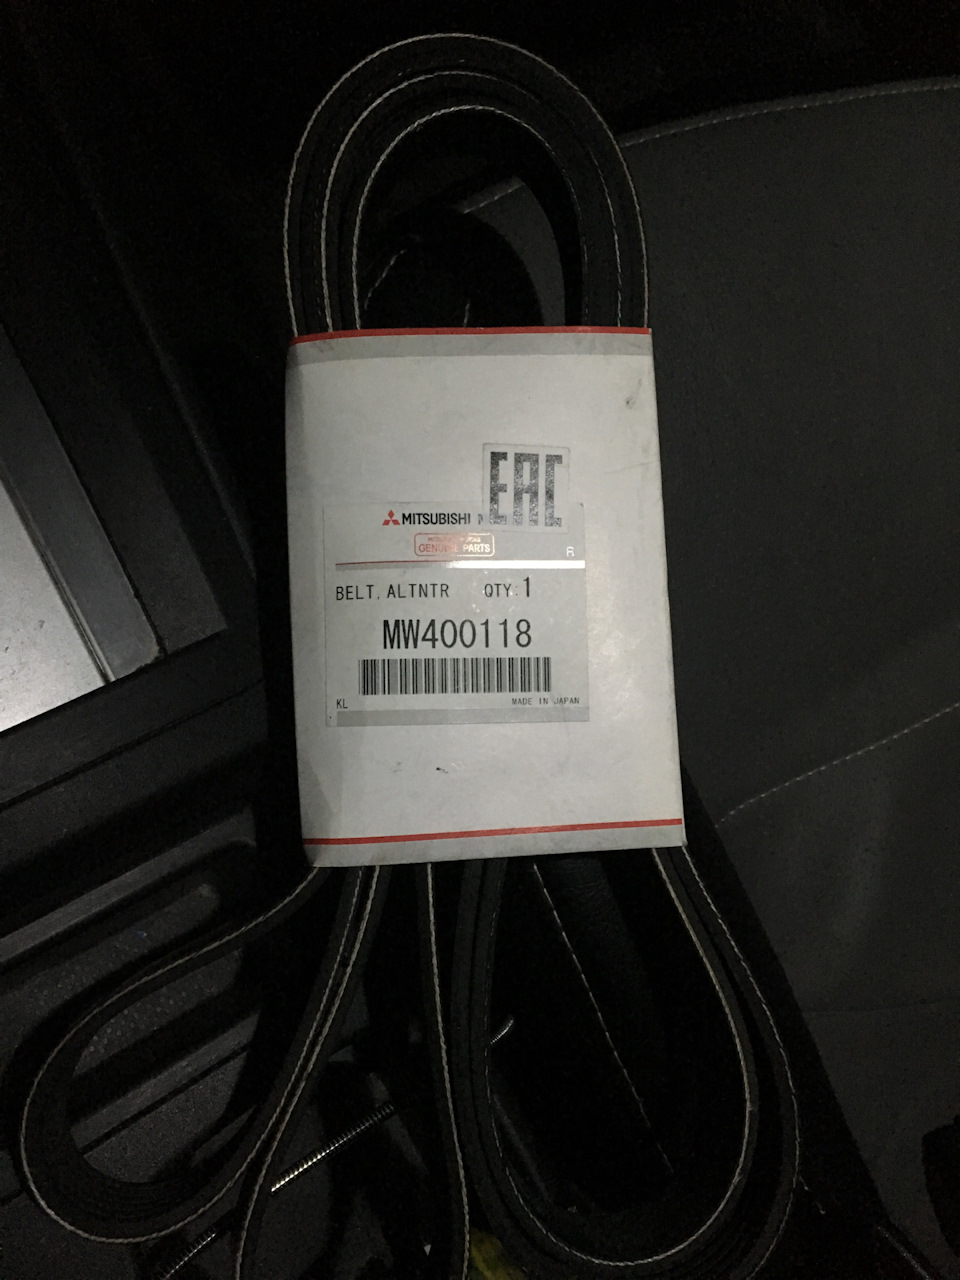 EAC
MITSUBISHI
GENUINE PARTS
R
BELT, ALTNTR QTY:1
MW400118
KL MADE IN JAPAN